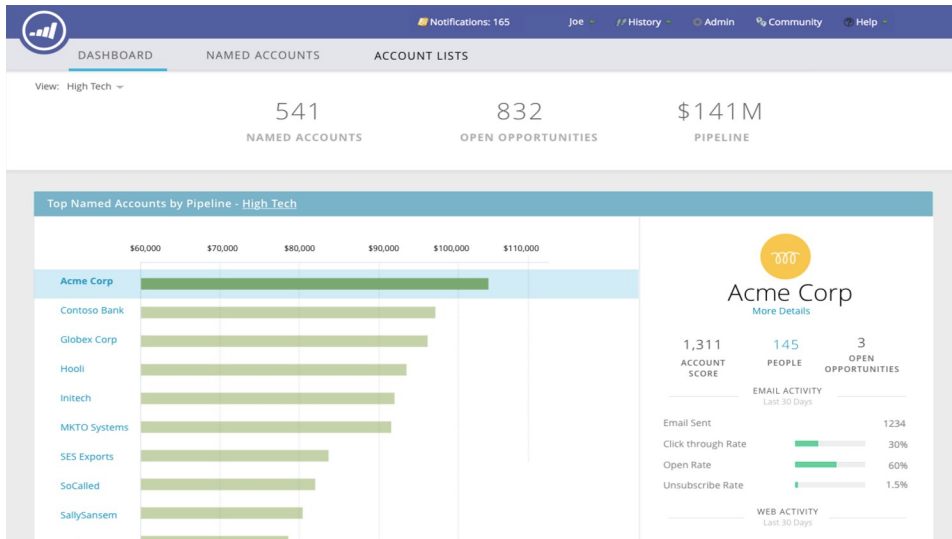 Notifications: 165 Joe History Admin Community Help
DASHBOARD NAMED ACCOUNTS ACCOUNT LISTS
View: High Tech
541 832 $141M
NAMED ACCOUNTS OPEN OPPORTUNITIES PIPELINE
Top Named Accounts by Pipeline - High Tech
$60,000 $70,000 $80,000 $90,000 $100,000 $110,000
Acme Corp
Contoso Bank
Globex Corp
Hooli
Initech
MKTO Systems
SES Exports
SoCalled
SallySansem
Acme Corp
More Details
1,311 145 3
ACCOUNT SCORE PEOPLE OPEN OPPORTUNITIES
EMAIL ACTIVITY
Last 30 Days
Email Sent 1234
Click through Rate 30%
Open Rate 60%
Unsubscribe Rate 1.5%
WEB ACTIVITY
Last 30 Days